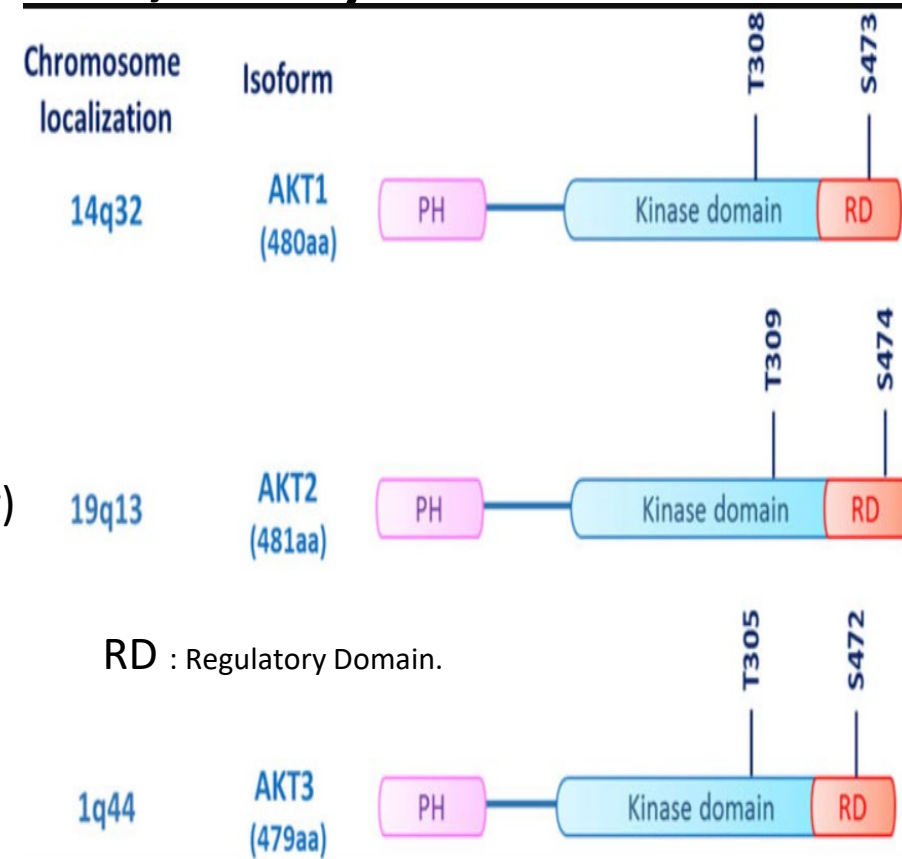 Chromosome
localization
Isoform
T308
S473
14q32
AKT1
(480aa)
PH
Kinase domain
RD
T309
S474
)
19q13
AKT2
(481aa)
PH
Kinase domain
RD
RD : Regulatory Domain.
T305
S472
1q44
AKT3
(479aa)
PH
Kinase domain
RD